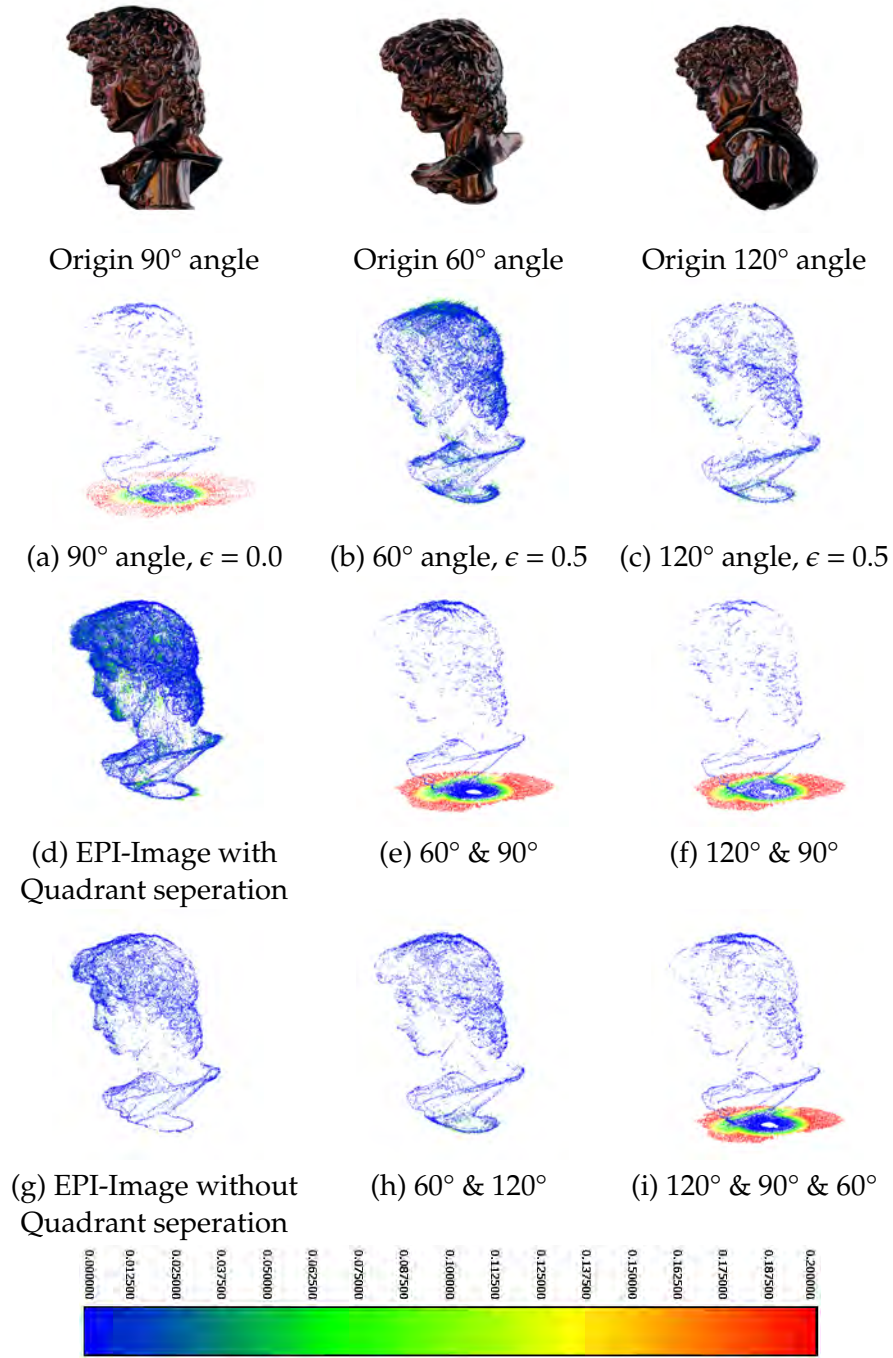 Origin 90° angle
Origin 60° angle
Origin 120° angle
(a) 90° angle, ϵ = 0.0
(b) 60° angle, ϵ = 0.5
(c) 120° angle, ϵ = 0.5
(d) EPI-Image with
Quadrant seperation
(e) 60° & 90°
(f) 120° & 90°
(g) EPI-Image without
Quadrant seperation
(h) 60° & 120°
(i) 120° & 90° & 60°
0.000000
0.012500
0.025000
0.037500
0.050000
0.062500
0.075000
0.087500
0.100000
0.112500
0.125000
0.137500
0.150000
0.162500
0.175000
0.187500
0.200000